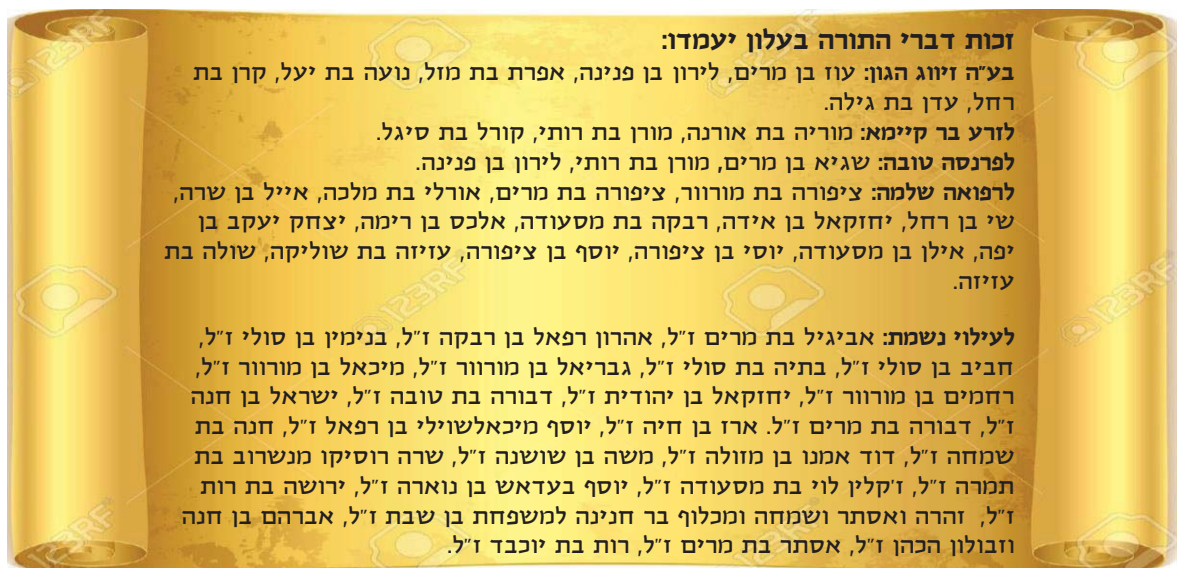 זכות דברי התורה בעלון יעמדו:
בע״ה זיווג הגון: עוז בן מרים, לירון בן פנינה, אפרת בת מזל, נועה בת יעל, קרן בת
רחל, עדן בת גילה.
לזרע בר קיימא: מוריה בת אורנה, מורן בת רותי, קורל בת סיגל.
לפרנסה טובה: שגיא בן מרים, מורן בת רותי, לירון בן פנינה.
לרפואה שלמה: ציפורה בת מורוור, ציפורה בת מרים, אורלי בת מלכה, אייל בן שרה,
שי בן רחל, יחזקאל בן אידה, רבקה בת מסעודה, אלכס בן רימה, יצחק יעקב בן
יפה, אילן בן מסעודה, יוסי בן ציפורה, יוסף בן ציפורה, עזיזה בת שוליקה, שולה בת
עזיזה.
לעילוי נשמת: אביגיל בת מרים ז״ל, אהרון רפאל בן רבקה ז״ל, בנימין בן סולי ז״ל,
חביב בן סולי ז״ל, בתיה בת סולי ז״ל, גבריאל בן מורוור ז״ל, מיכאל בן מורוור ז״ל,
רחמים בן מורוור ז״ל, יחזקאל בן יהודית ז״ל, דבורה בת טובה ז״ל, ישראל בן חנה
ז״ל, דבורה בת מרים ז״ל. ארז בן חיה ז״ל, יוסף מיכאלשוילי בן רפאל ז״ל, חנה בת
שמחה ז״ל, דוד אמנו בן מזולה ז״ל, משה בן שושנה ז״ל, שרה רוסיקו מנשרוב בת
תמרה ז״ל, ז׳קלין לוי בת מסעודה ז״ל, יוסף בעדאש בן נוארה ז״ל, ירושה בת רות
ז״ל, זהרה ואסתר ושמחה ומכלוף בר חנינה למשפחת בן שבת ז״ל, אברהם בן חנה
וזבולון הכהן ז״ל, אסתר בת מרים ז״ל, רות בת יוכבד ז״ל.
123RF